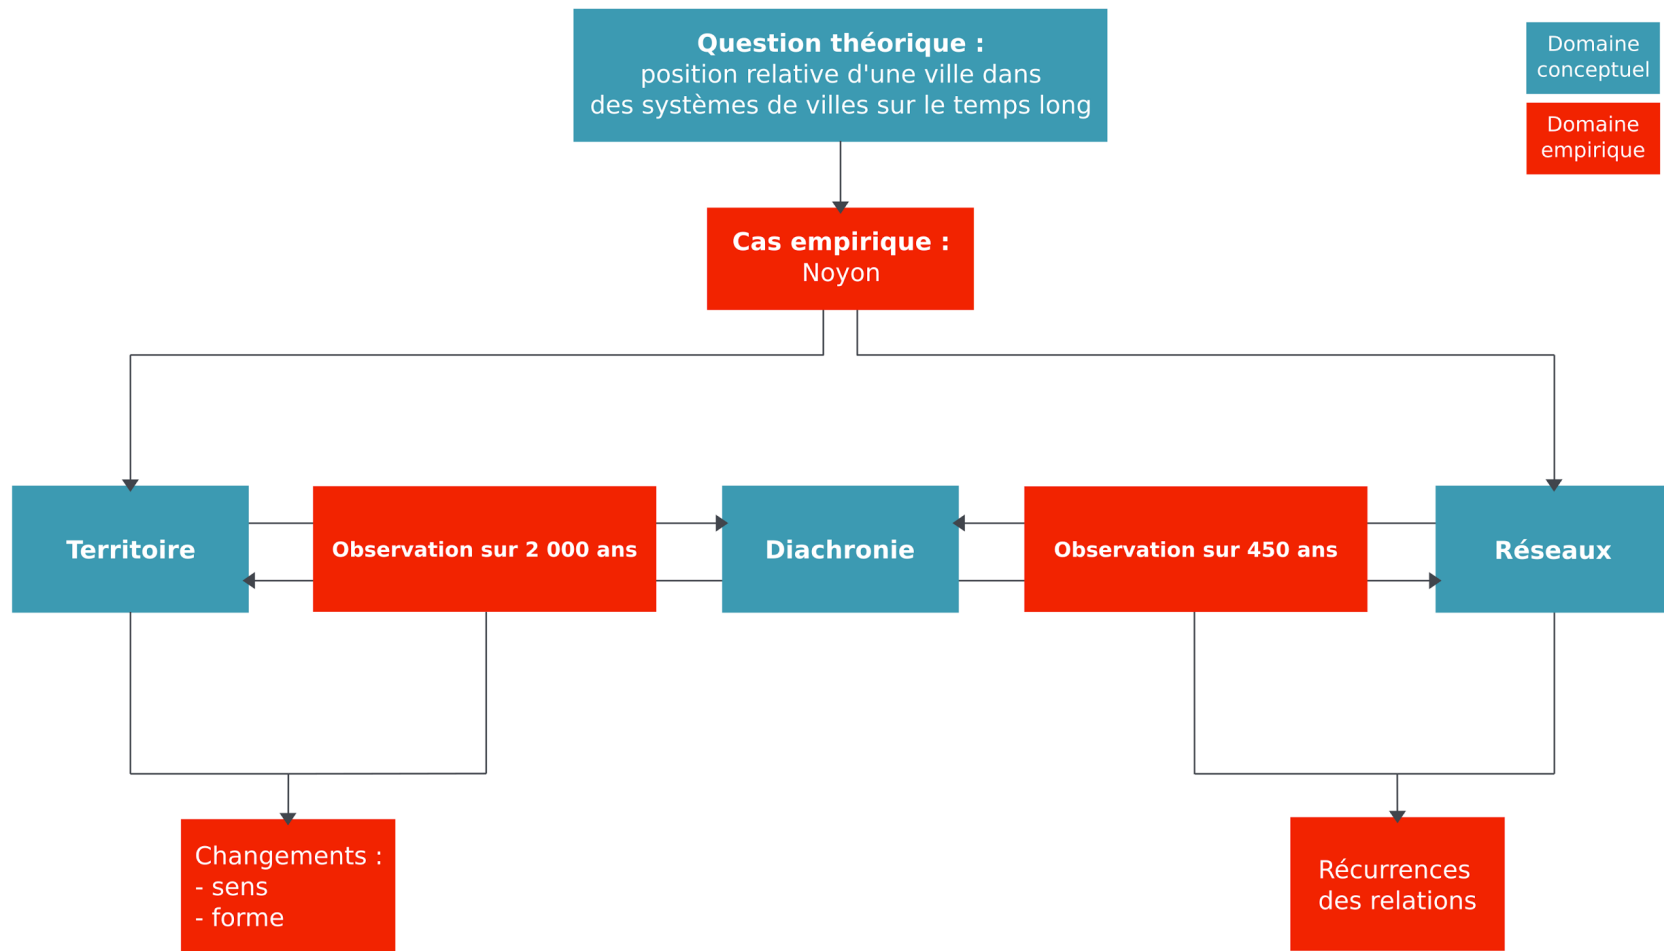 Question théorique :
position relative d'une ville dans
des systèmes de villes sur le temps long
Domaine
conceptuel
Domaine
empirique
Cas empirique :
Noyon
Territoire
Observation sur 2 000 ans
Diachronie
Observation sur 450 ans
Réseaux
Changements :
- sens
- forme
Récurrences
des relations